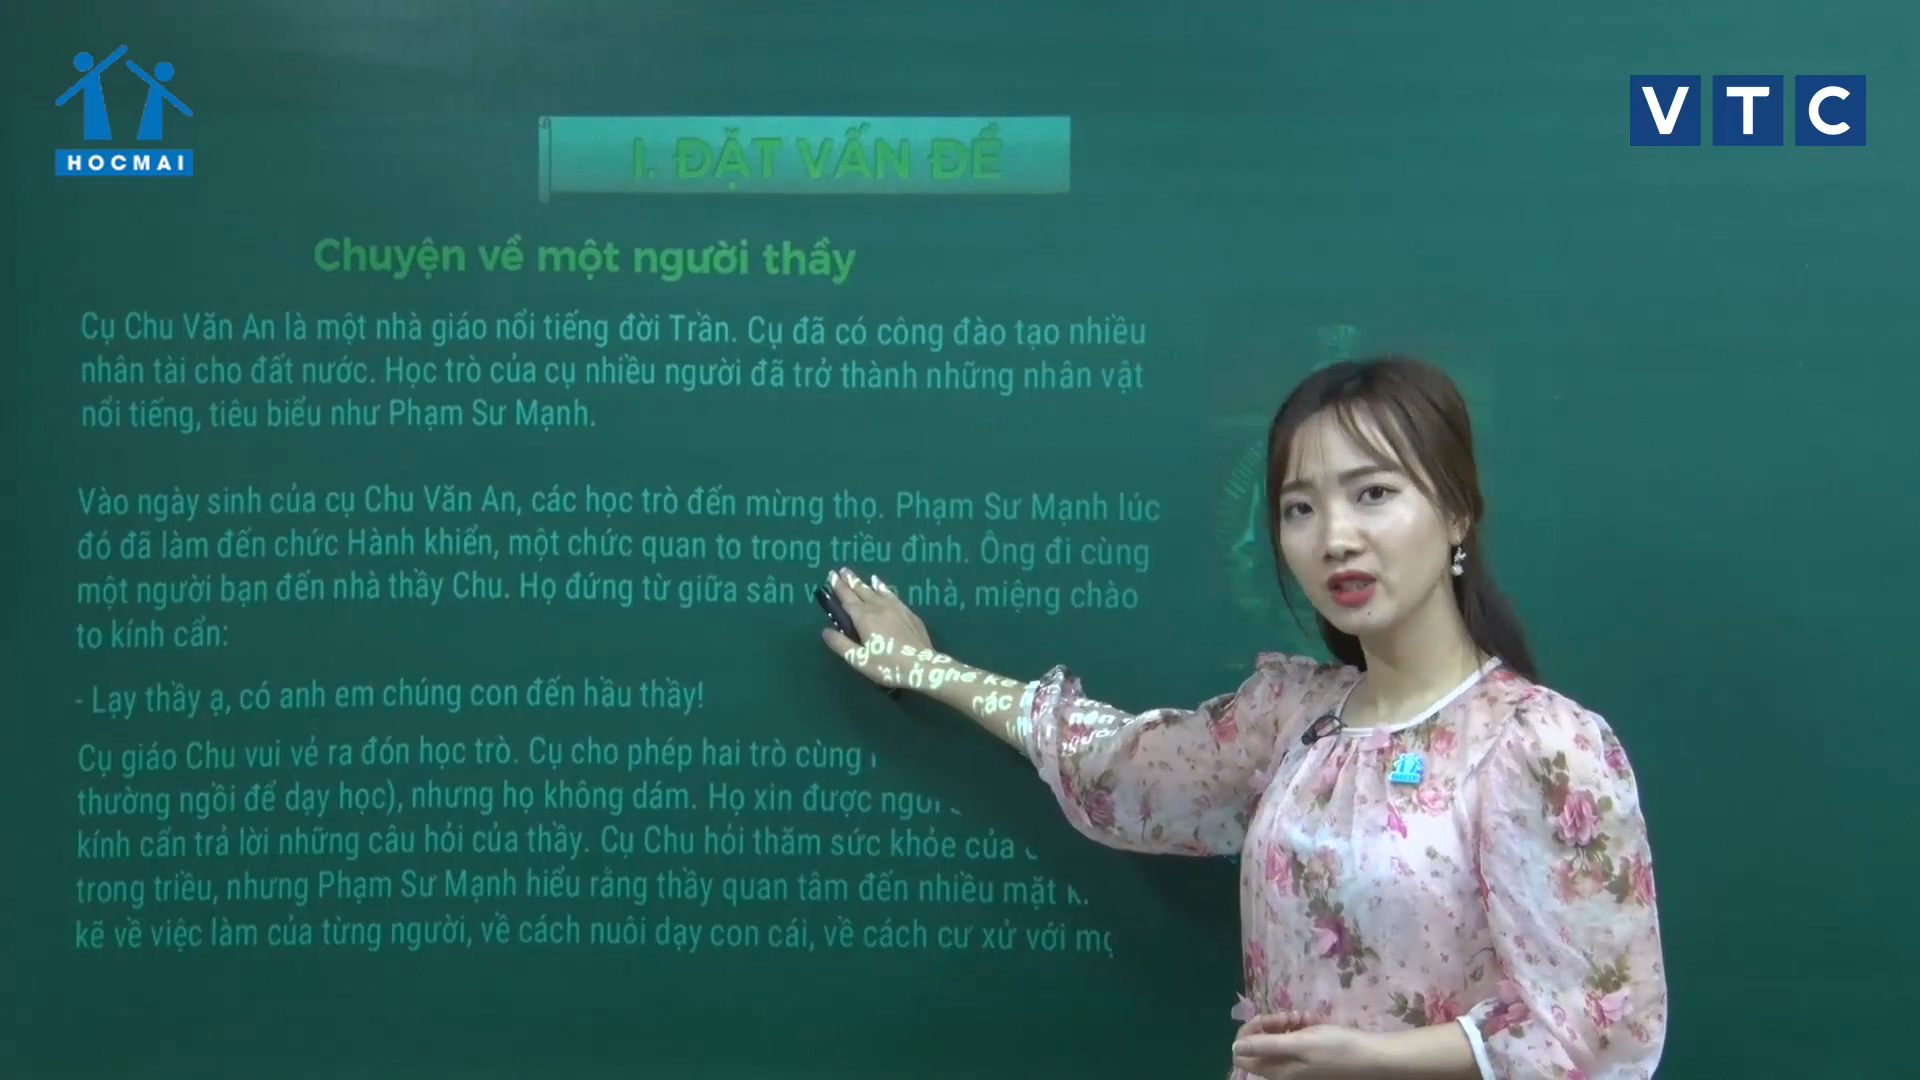 HOCMAI
VTC
I. ĐẶT VẤN ĐỀ
Chuyện về một người thầy
Cụ Chu Văn An là một nhà giáo nổi tiếng đời Trần. Cụ đã có công đào tạo nhiều
nhân tài cho đất nước. Học trò của cụ nhiều người đã trở thành những nhân vật
nổi tiếng, tiêu biểu như Phạm Sư Mạnh.
Vào ngày sinh của cụ Chu Văn An, các học trò đến mừng thọ. Phạm Sư Mạnh lúc
đó đã làm đến chức Hành khiển, một chức quan to trong triều đình. Ông đi cùng
một người bạn đến nhà thầy Chu. Họ đứng từ giữa sân nhà, miệng chào
to kính cẩn:
- Lạy thầy ạ, có anh em chúng con đến hầu thầy!
Cụ giáo Chu vui vẻ ra đón học trò. Cụ cho phép hai trò cùng ngồi sập
thường ngồi để dạy học), nhưng họ không dám. Họ xin được ngồi ở ghế kề
kính cẩn trả lời những câu hỏi của thầy. Cụ Chu hỏi thăm sức khỏe của các
trong triều, nhưng Phạm Sư Mạnh hiểu rằng thầy quan tâm đến nhiều mặt
kẽ về việc làm của từng người, về cách nuôi dạy con cái, về cách cư xử với